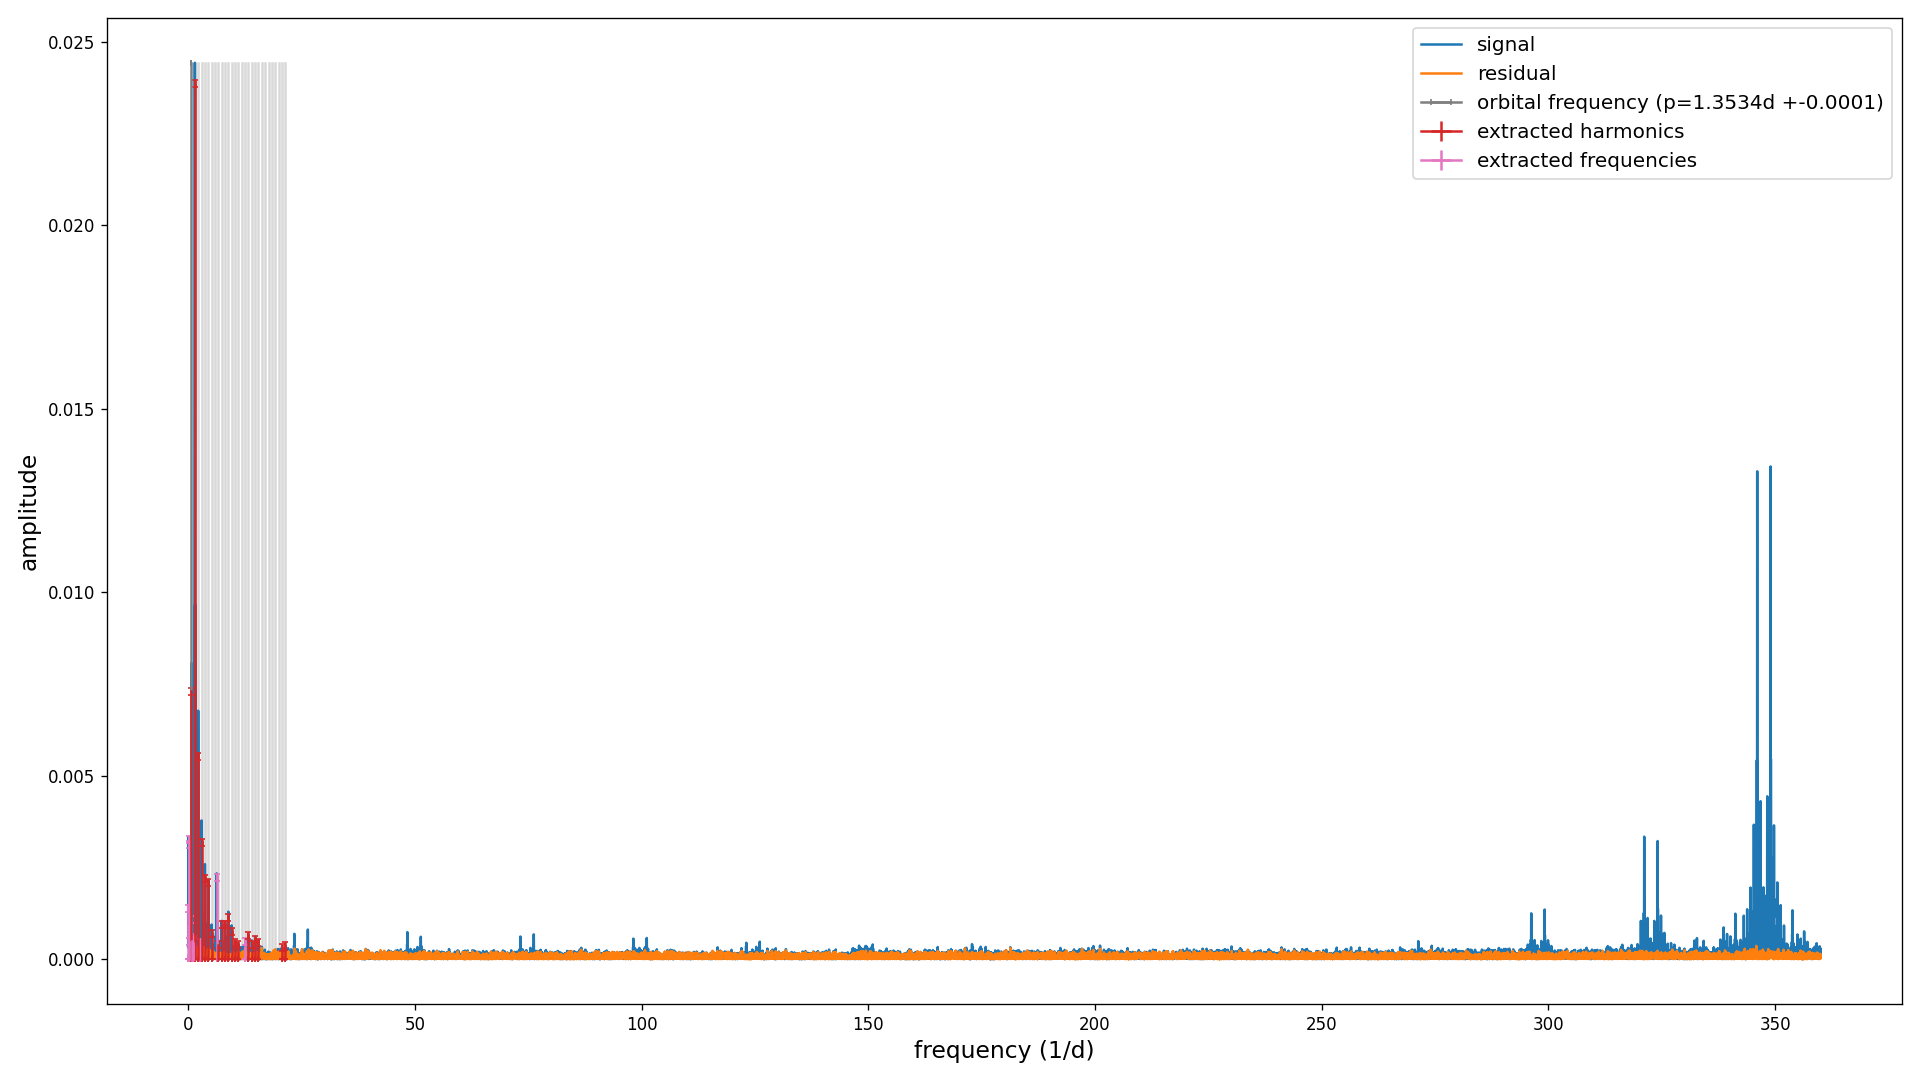 signal
residual
orbital frequency (p=1.3534d +-0.0001)
extracted harmonics
extracted frequencies
amplitude
0.025
0.020
0.015
0.010
0.005
0.000
0 50 100 150 200 250 300 350
frequency (1/d)